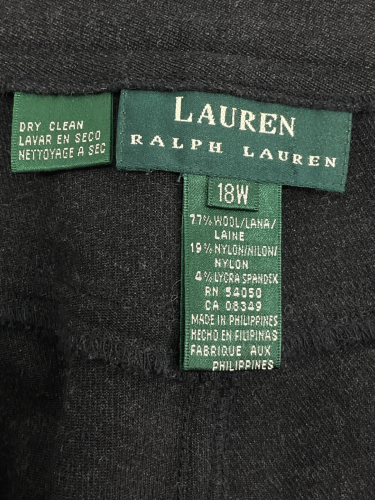 DRY CLEAN
LAVAR EN SECO
NETTOYAGE A SEC
LAUREN
RALPH LAUREN
18W
77% WOOL/LANA/
LAINE
19% NYLON/NILON/
NYLON
4% LYCRA SPANDEX
RN 54050
CA 08349
MADE IN PHILIPPINES
HECHO EN FILIPINAS
FABRIQUE AUX
PHILIPPINES